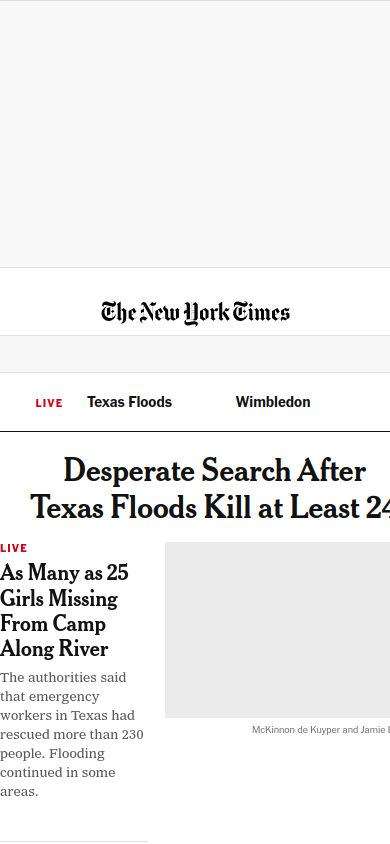 The New York Times
LIVE Texas Floods Wimbledon
Desperate Search After
Texas Floods Kill at Least 24
LIVE
As Many as 25
Girls Missing
From Camp
Along River
The authorities said
that emergency
workers in Texas had
rescued more than 230
people. Flooding
continued in some
areas.
McKinnon de Kuyper and Jamie